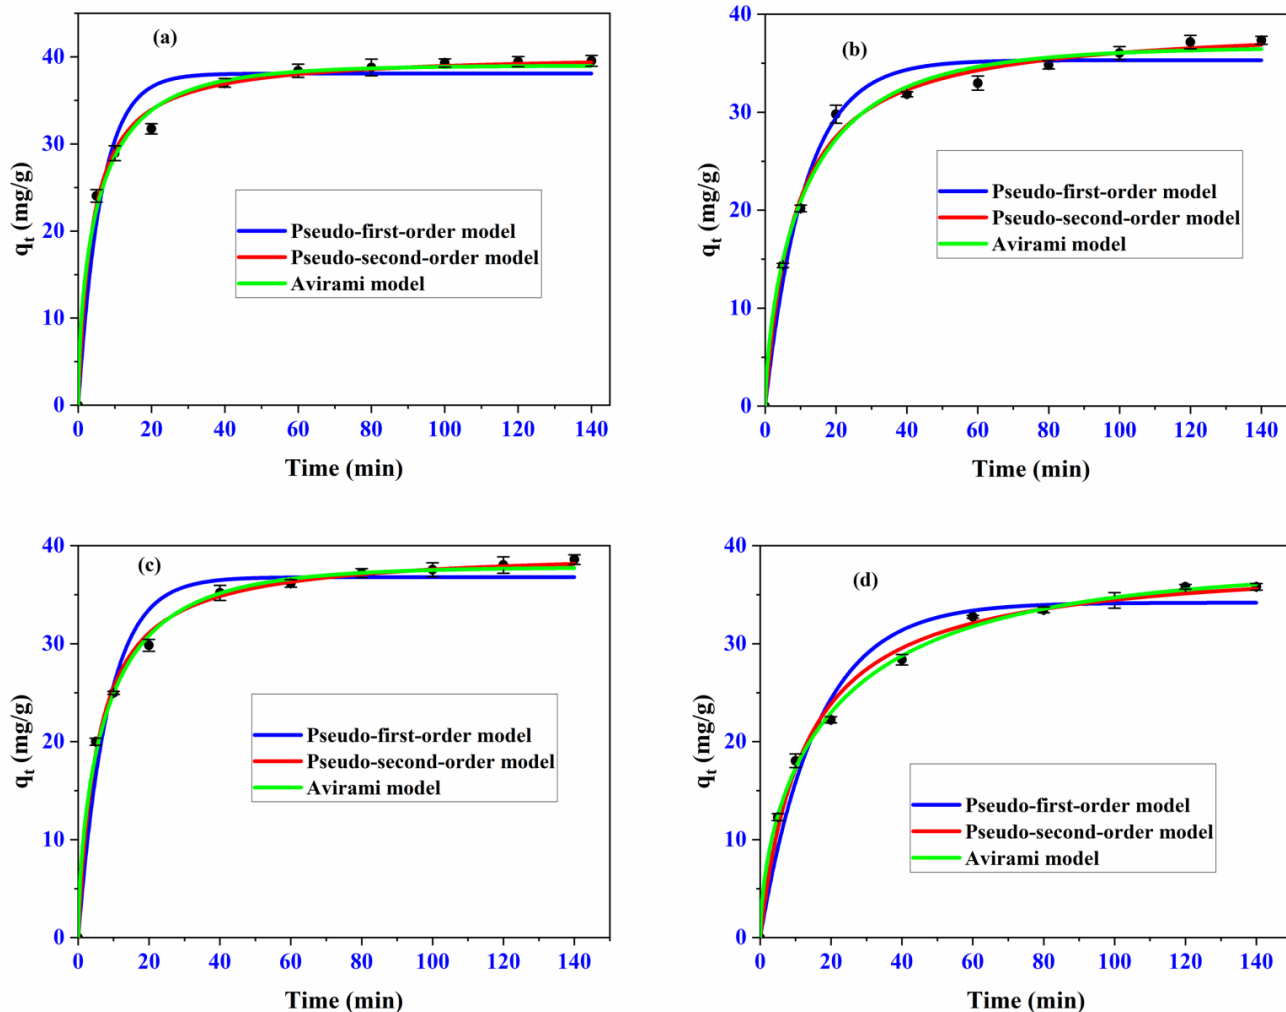 (a)
40
30
20
10
0
q_t (mg/g)
Pseudo-first-order model
Pseudo-second-order model
Avirami model
0 20 40 60 80 100 120 140
Time (min)
(b)
40
30
20
10
0
q_t (mg/g)
Pseudo-first-order model
Pseudo-second-order model
Avirami model
0 20 40 60 80 100 120 140
Time (min)
(c)
40
30
20
10
0
q_t (mg/g)
Pseudo-first-order model
Pseudo-second-order model
Avirami model
0 20 40 60 80 100 120 140
Time (min)
(d)
40
30
20
10
0
q_t (mg/g)
Pseudo-first-order model
Pseudo-second-order model
Avirami model
0 20 40 60 80 100 120 140
Time (min)